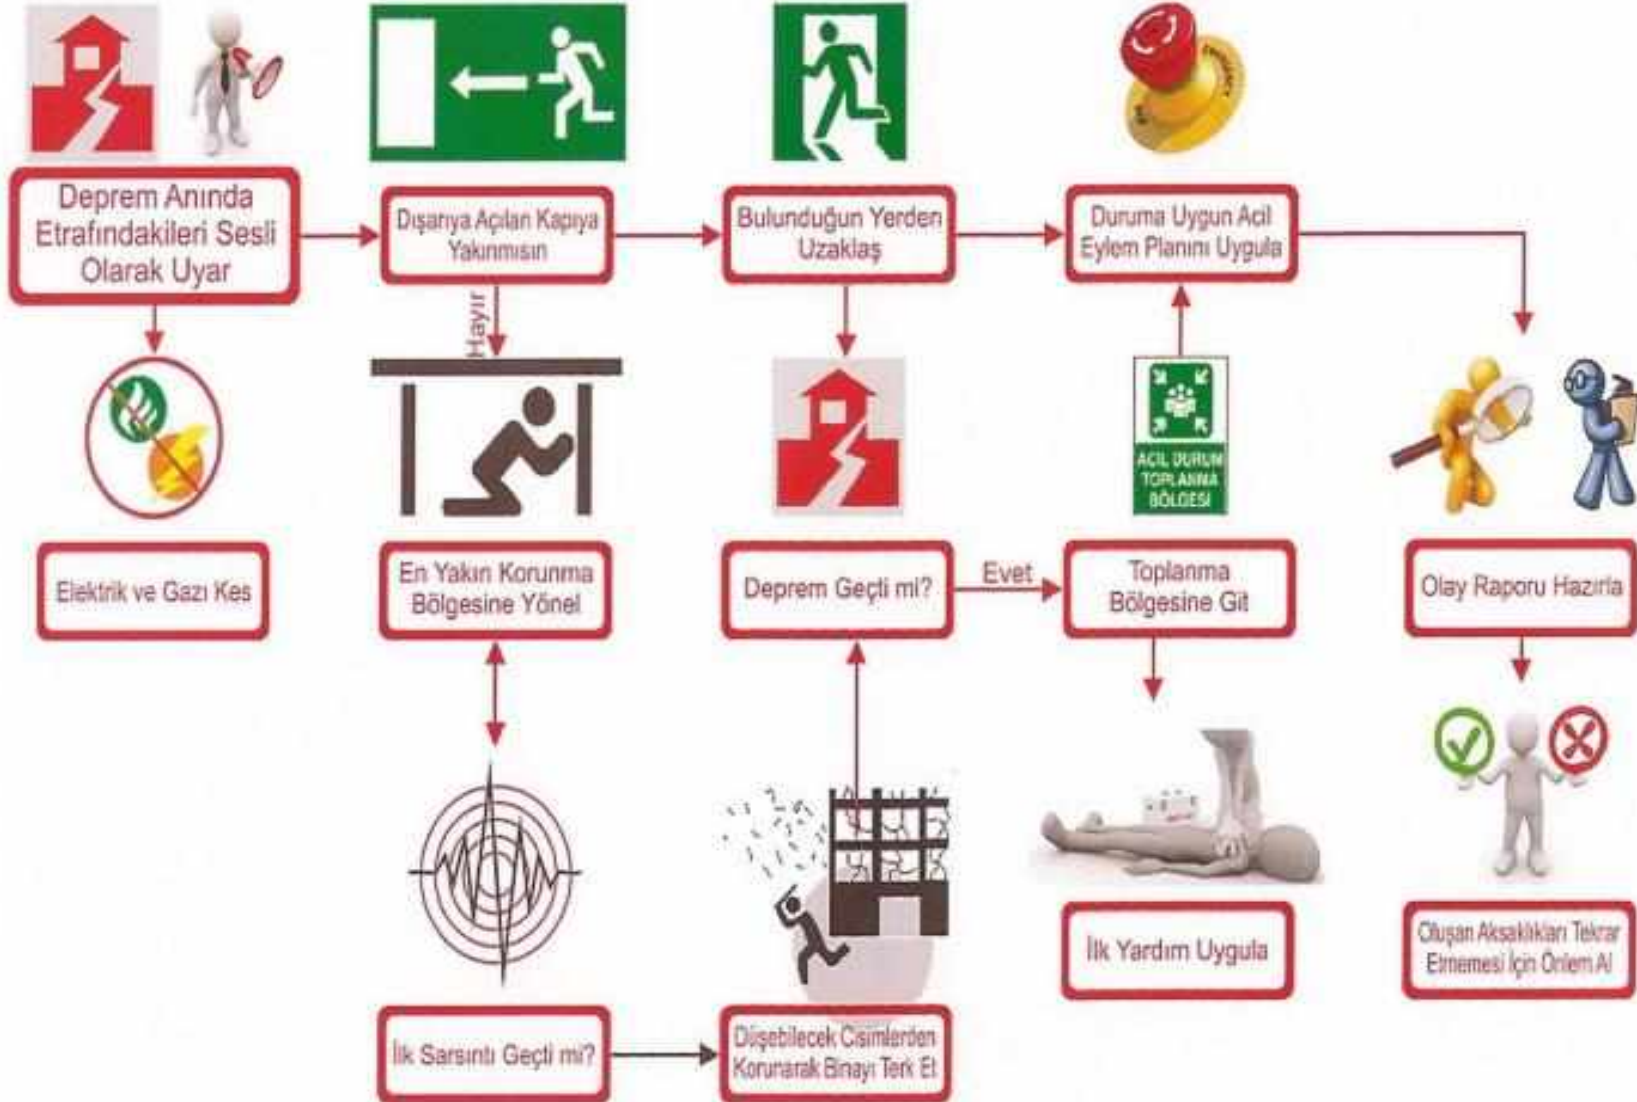 Deprem Anında
Etrafındakileri Sesli
Olarak Uyar
Dışarıya Açılan Kapıya
Yakınmısın
Bulunduğun Yerden
Uzaklaş
Duruma Uygun Acil
Eylem Planını Uygula
Hayır
ACİL DURUM
TOPLANMA
BÖLGESİ
Elektrik ve Gazı Kes
En Yakın Korunma
Bölgesine Yönel
Deprem Geçti mi?
Evet
Toplanma
Bölgesine Git
Olay Raporu Hazırla
İlk Yardım Uygula
Oluşan Aksaklıkları Tekrar
Etmemesi İçin Önlem Al
İlk Sarsıntı Geçti mi?
Düşebilecek Cisimlerden
Korunarak Binayı Terk Et